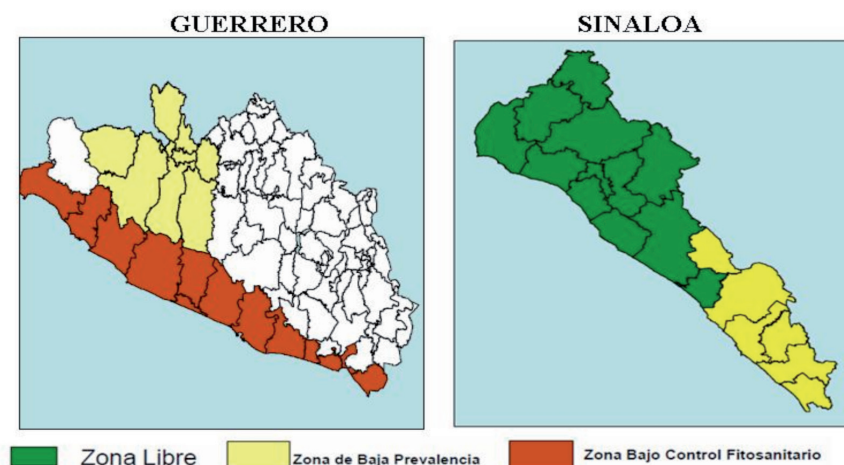 GUERRERO
SINALOA
Zona Libre
Zona de Baja Prevalencia
Zona Bajo Control Fitosanitario